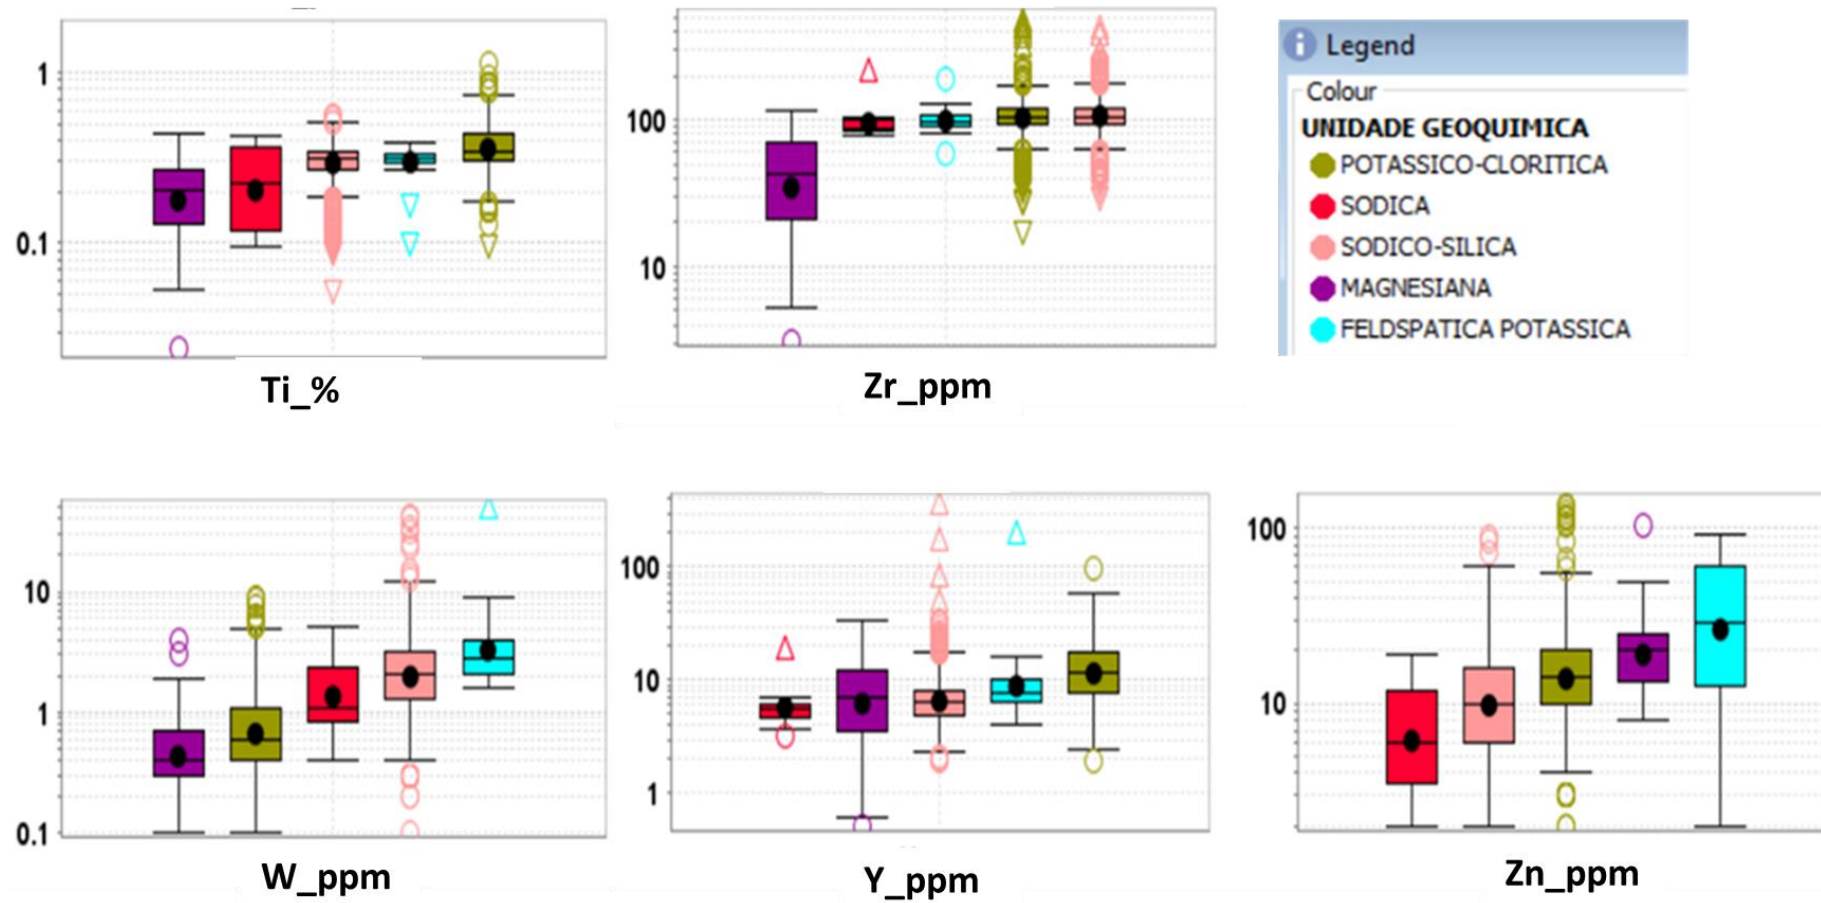 1
0.1
Ti_%
100
10
Zr_ppm
Legend
Colour
UNIDADE GEOQUIMICA
POTASSICO-CLORITICA
SODICA
SODICO-SILICA
MAGNESIANA
FELDSPATICA POTASSICA
10
1
0.1
W_ppm
100
10
1
Y_ppm
100
10
Zn_ppm